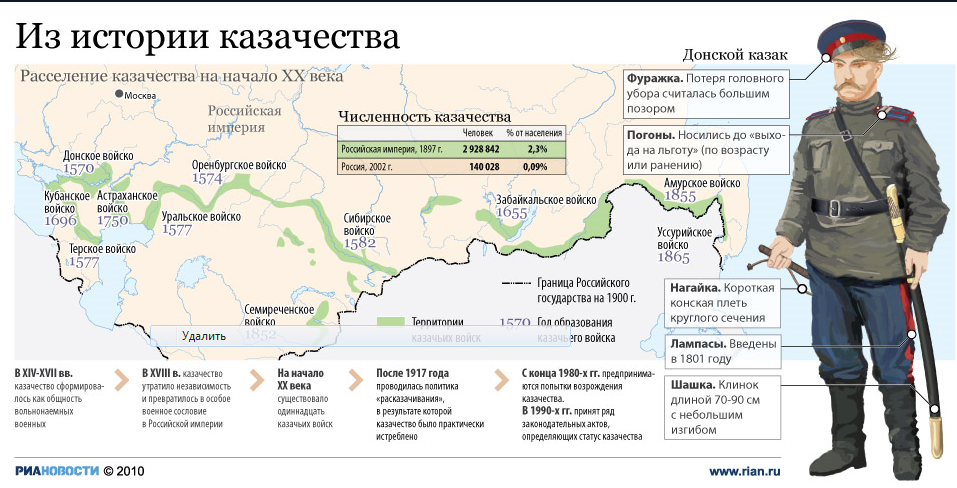 Из истории казачества
Расселение казачества на начало XX века
Москва
Российская
империя
Численность казачества
Человек
% от населения
Российская империя, 1897 г.
2 928 842
2,3%
Россия, 2002 г.
140 028
0,09%
Донское войско
1570
Оренбургское войско
1574
Кубанское
войско
1696
Астраханское
войско
1750
Уральское войско
1577
Терское войско
1577
Сибирское
войско
1582
Забайкальское войско
1655
Амурское войско
1855
Уссурийское
войско
1865
Семиреченское
войско
1852
Граница Российского
государства на 1900 г.
Территории
казачьих войск
1570
Год образования
казачьего войска
Удалить
Донской казак
Фуражка. Потеря головного
убора считалась большим
позором
Погоны. Носились до «выхо-
да на льготу» (по возрасту
или ранению)
Нагайка. Короткая
конская плеть
круглого сечения
Лампасы. Введены
в 1801 году
Шашка. Клинок
длиной 70-90 см
с небольшим
изгибом
В XIV-XVII вв.
казачество сформирова-
лось как общность
вольнонаемных
военных
В XVIII в. казачество
утратило независимость
и превратилось в особое
военное сословие
в Российской империи
На начало
XX века
существовало
одиннадцать
казачьих войск
После 1917 года
проводилась политика
«расказачивания»,
в результате которой
казачество было практически
истреблено
С конца 1980-х гг. предпринима-
ются попытки возрождения
казачества.
В 1990-х гг. принят ряд
законодательных актов,
определяющих статус казачества
РИАНОВОСТИ © 2010
www.rian.ru